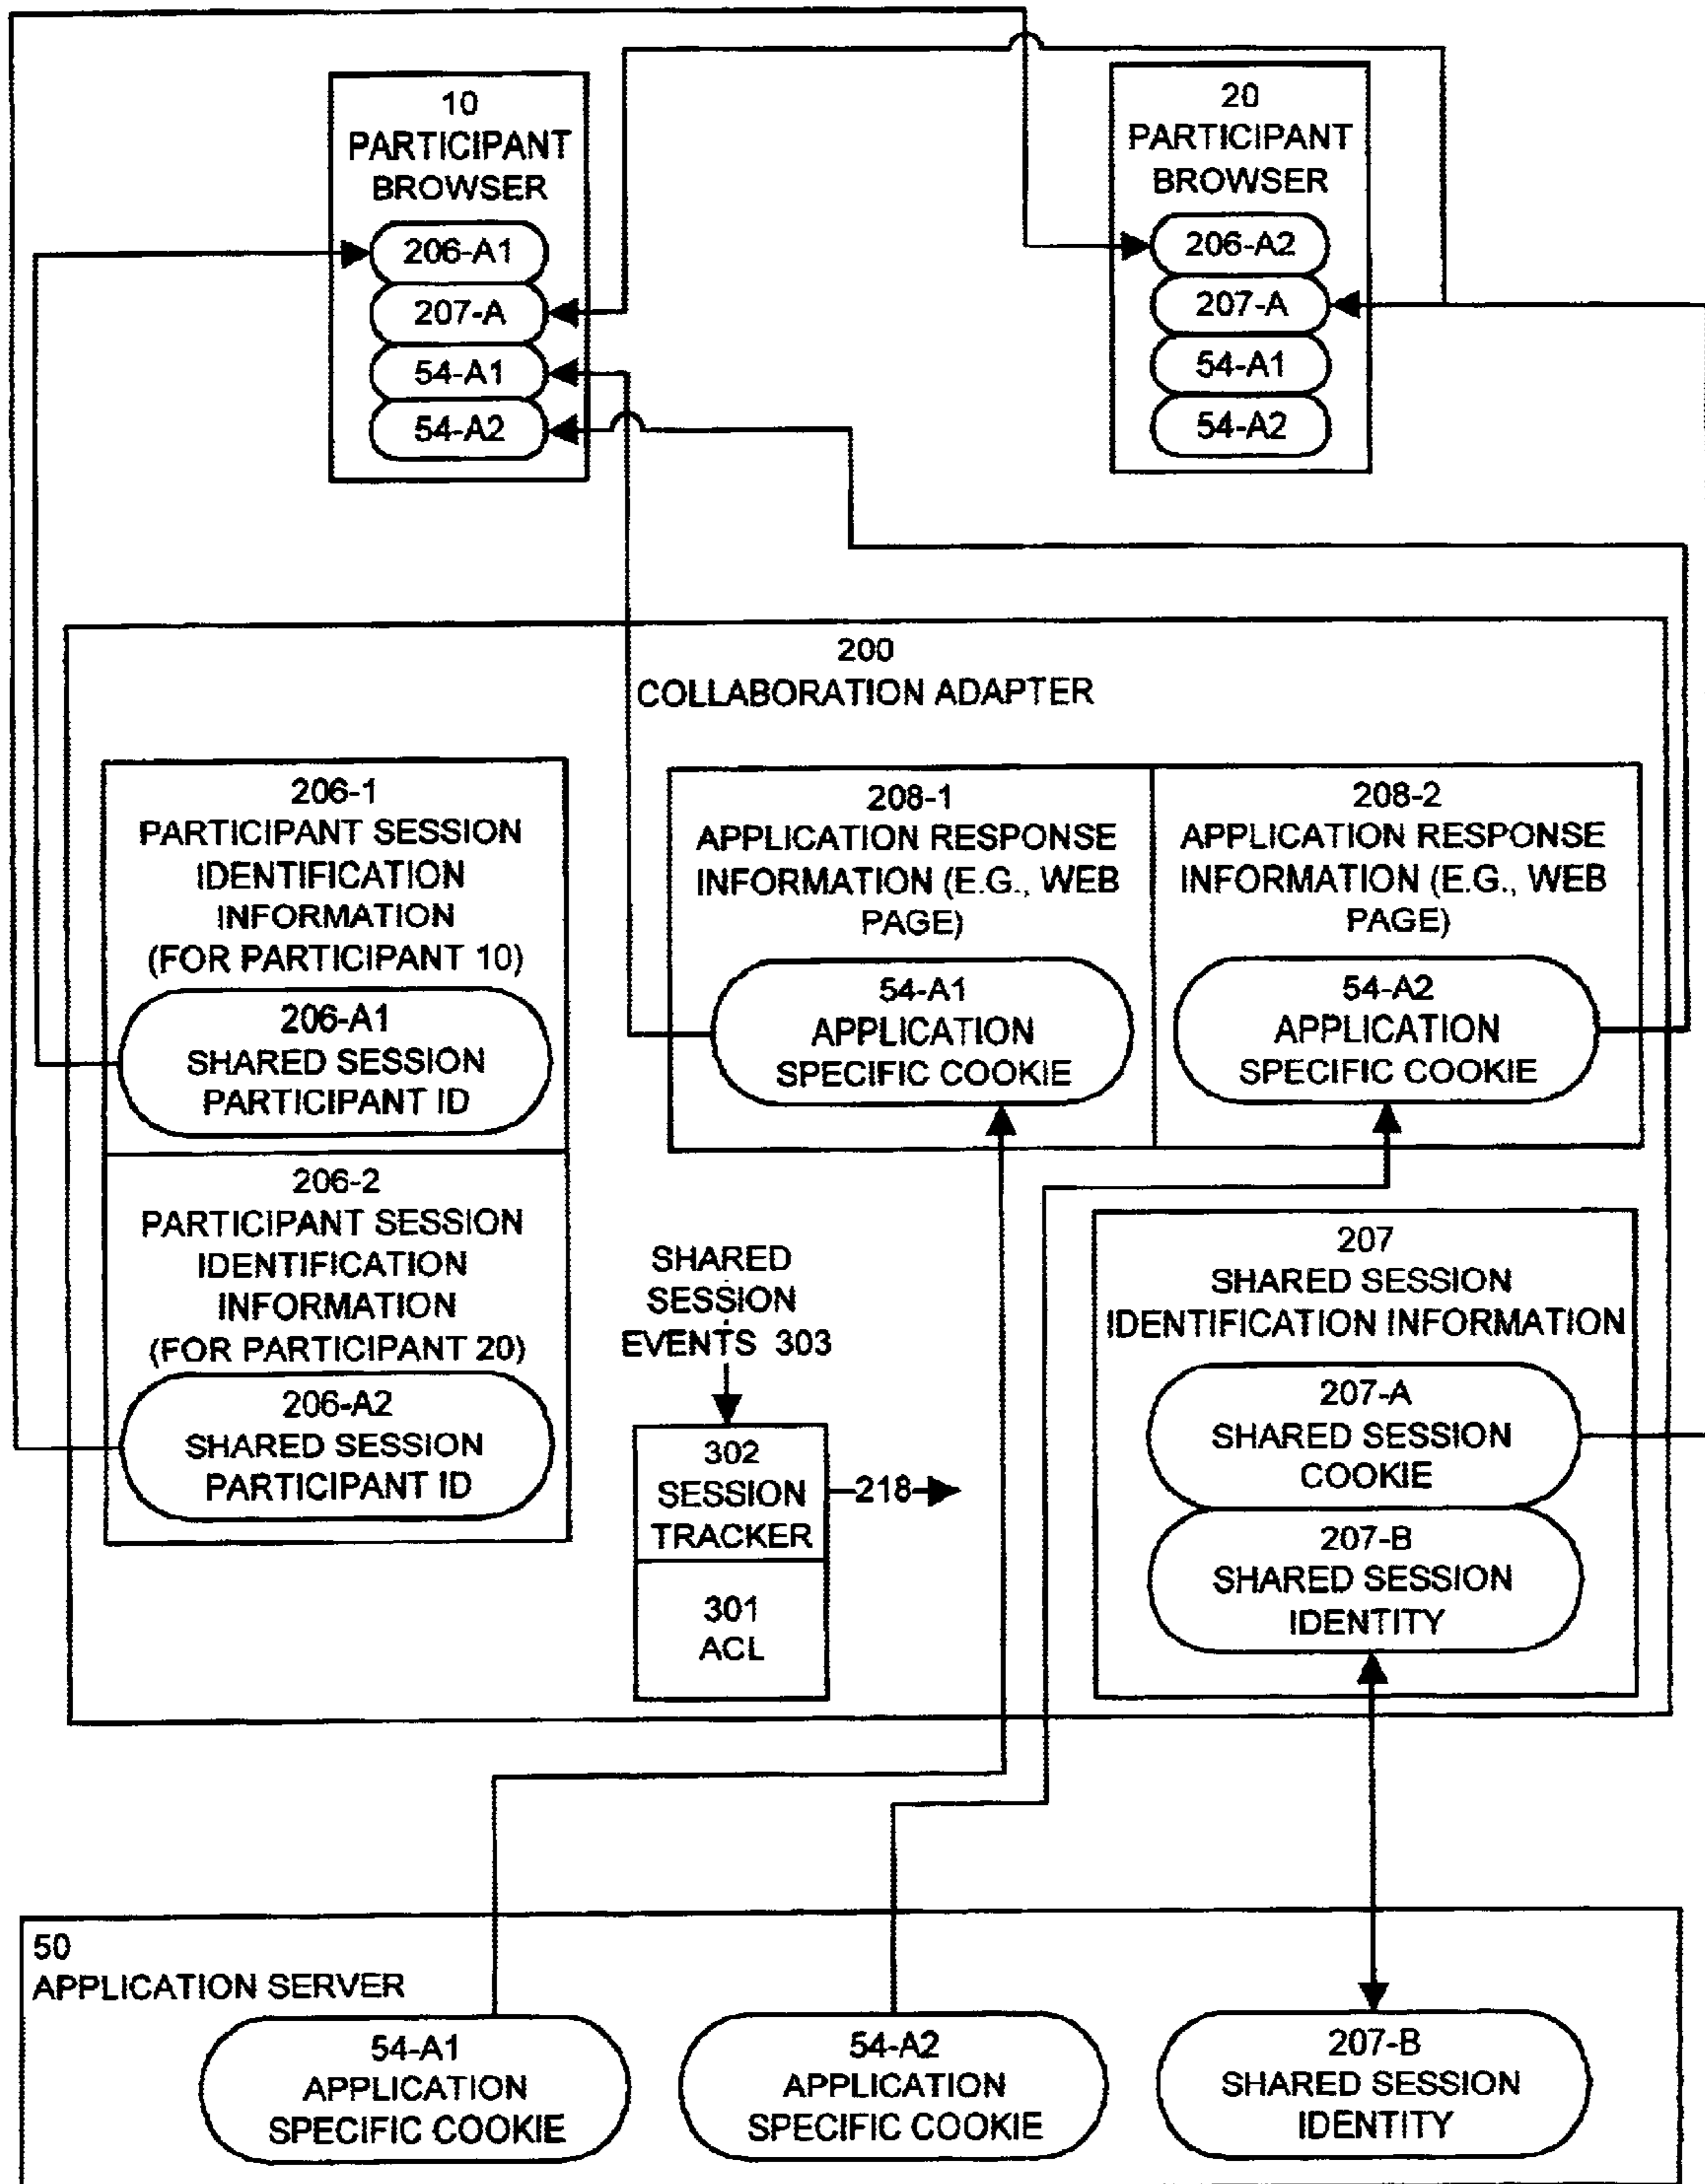 10
PARTICIPANT
BROWSER
206-A1
207-A
54-A1
54-A2
20
PARTICIPANT
BROWSER
206-A2
207-A
54-A1
54-A2
200
COLLABORATION ADAPTER
206-1
PARTICIPANT SESSION
IDENTIFICATION
INFORMATION
(FOR PARTICIPANT 10)
206-A1
SHARED SESSION
PARTICIPANT ID
206-2
PARTICIPANT SESSION
IDENTIFICATION
INFORMATION
(FOR PARTICIPANT 20)
206-A2
SHARED SESSION
PARTICIPANT ID
208-1
APPLICATION RESPONSE
INFORMATION (E.G., WEB
PAGE)
54-A1
APPLICATION
SPECIFIC COOKIE
208-2
APPLICATION RESPONSE
INFORMATION (E.G., WEB
PAGE)
54-A2
APPLICATION
SPECIFIC COOKIE
SHARED
SESSION
EVENTS 303
302
SESSION
TRACKER
218
301
ACL
207
SHARED SESSION
IDENTIFICATION INFORMATION
207-A
SHARED SESSION
COOKIE
207-B
SHARED SESSION
IDENTITY
50
APPLICATION SERVER
54-A1
APPLICATION
SPECIFIC COOKIE
54-A2
APPLICATION
SPECIFIC COOKIE
207-B
SHARED SESSION
IDENTITY